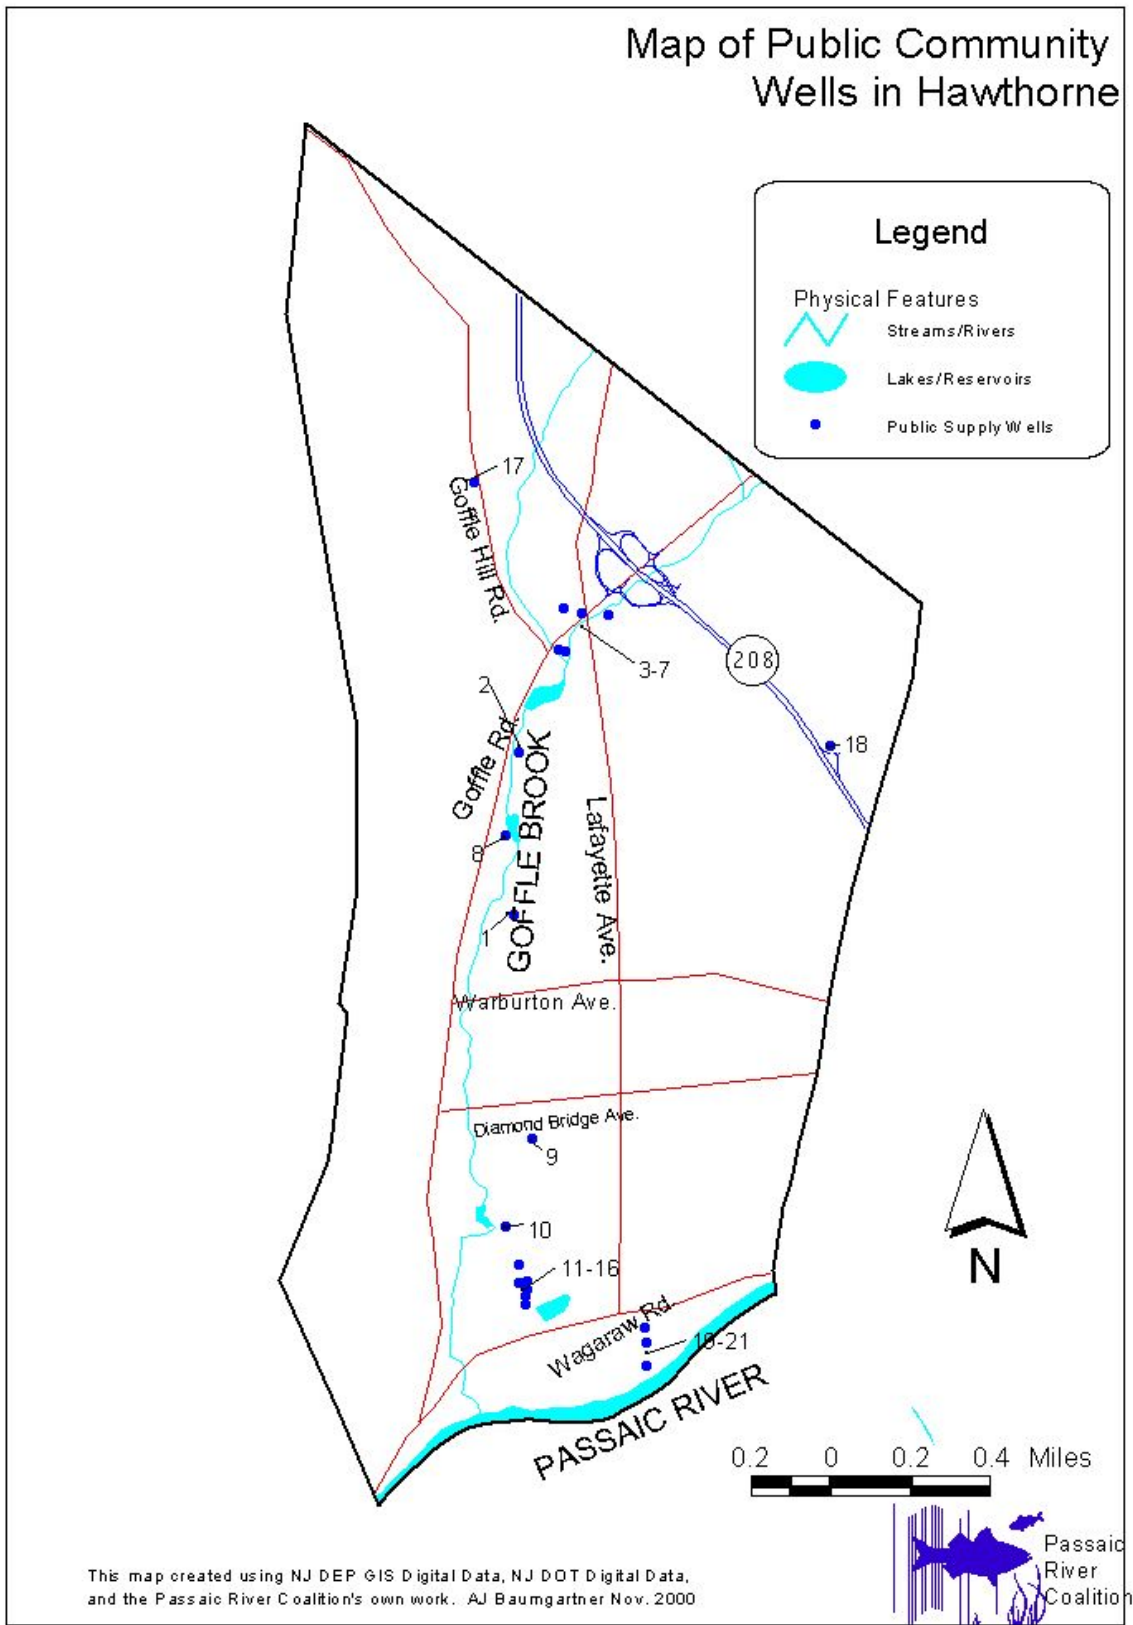 Map of Public Community
Wells in Hawthorne
Legend
Physical Features
Streams/Rivers
Lakes/Reservoirs
Public Supply Wells
17
Goffle Hill Rd.
3-7
208
2
18
Goffle Rd.
GOFFLE BROOK
Lafayette Ave.
8
1
Warburton Ave.
Diamond Bridge Ave.
9
10
N
11-16
Wagaraw Rd.
19-21
PASSAIC RIVER
0.2 0 0.2 0.4 Miles
Passaic
River
Coalition
This map created using NJ DEP GIS Digital Data, NJ DOT Digital Data,
and the Passaic River Coalition's own work. AJ Baumgartner Nov. 2000